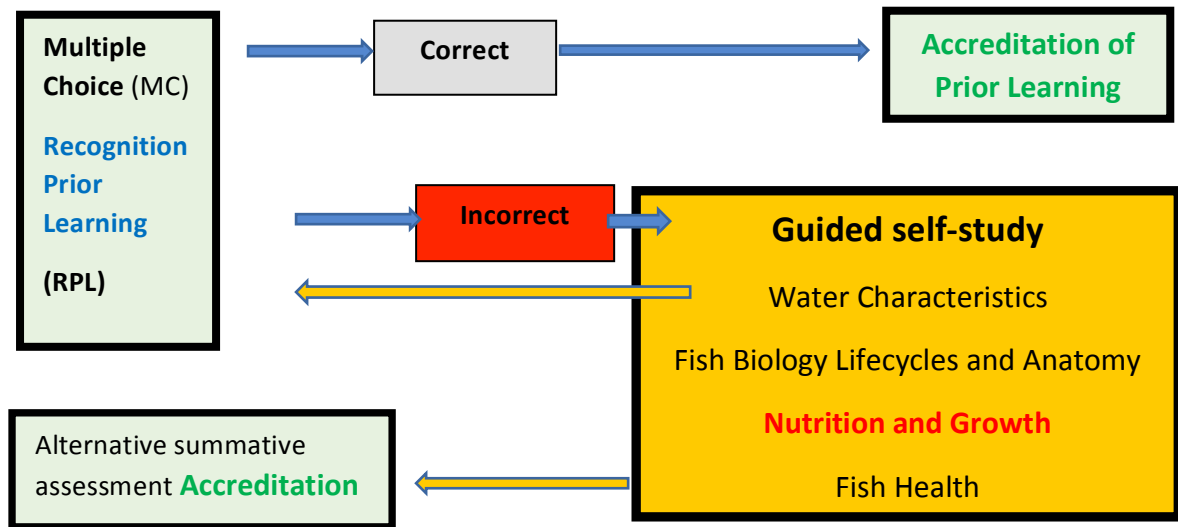 Multiple
Choice (MC)
Recognition
Prior
Learning
(RPL)
Correct
Accreditation of
Prior Learning
Incorrect
Guided self-study
Water Characteristics
Fish Biology Lifecycles and Anatomy
Nutrition and Growth
Fish Health
Alternative summative
assessment Accreditation